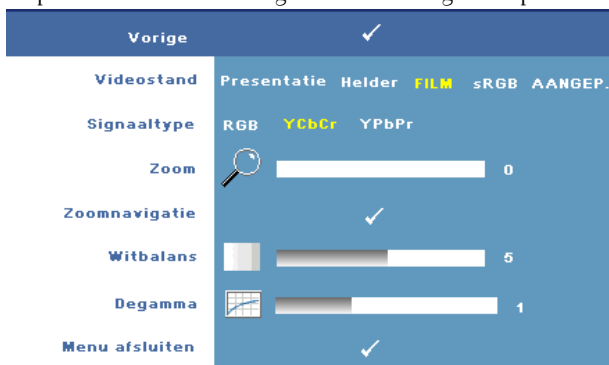 Vorige
Videostand Presentatie Helder FILM sRGB AANGEP.
Signaaltype RGB YCbCr YPbPr
Zoom 0
Zoomnavigatie
Witbalans 5
Degamma 1
Menu afsluiten